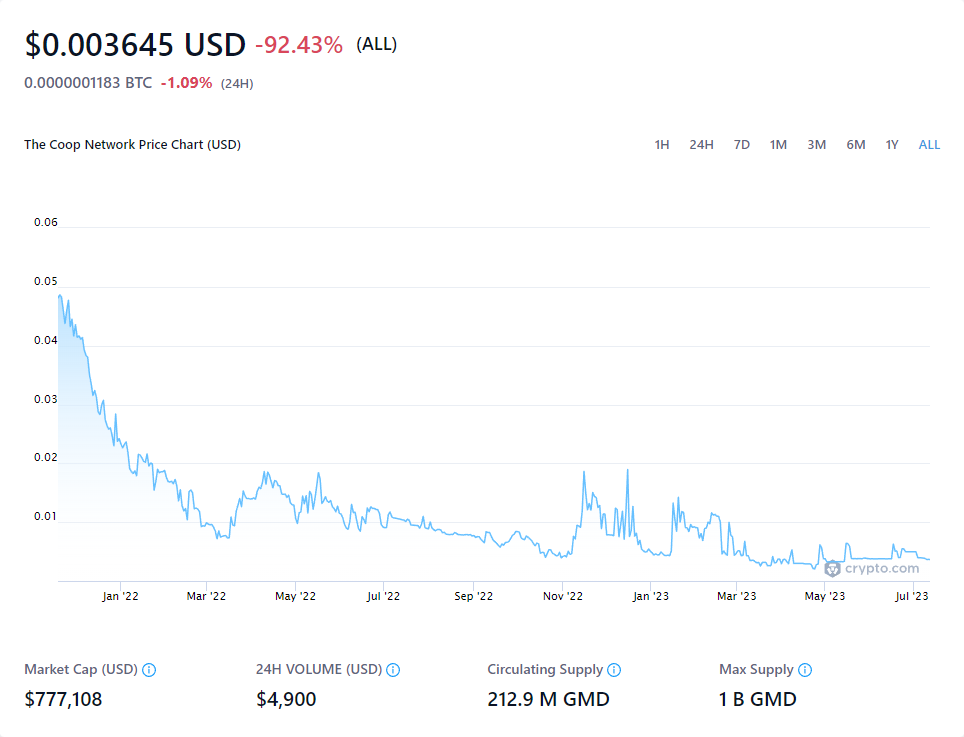 $0.003645 USD -92.43% (ALL)
0.0000001183 BTC -1.09% (24H)
The Coop Network Price Chart (USD) 1H 24H 7D 1M 3M 6M 1Y ALL
0.06
0.05
0.04
0.03
0.02
0.01
crypto.com
Jan '22 Mar '22 May '22 Jul '22 Sep '22 Nov '22 Jan '23 Mar '23 May '23 Jul '23
Market Cap (USD) 24H VOLUME (USD) Circulating Supply Max Supply
$777,108 $4,900 212.9 M GMD 1 B GMD